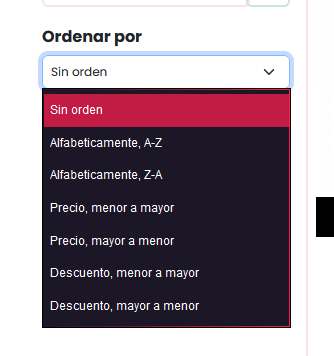 Ordenar por
Sin orden
Sin orden
Alfabeticamente, A-Z
Alfabeticamente, Z-A
Precio, menor a mayor
Precio, mayor a menor
Descuento, menor a mayor
Descuento, mayor a menor